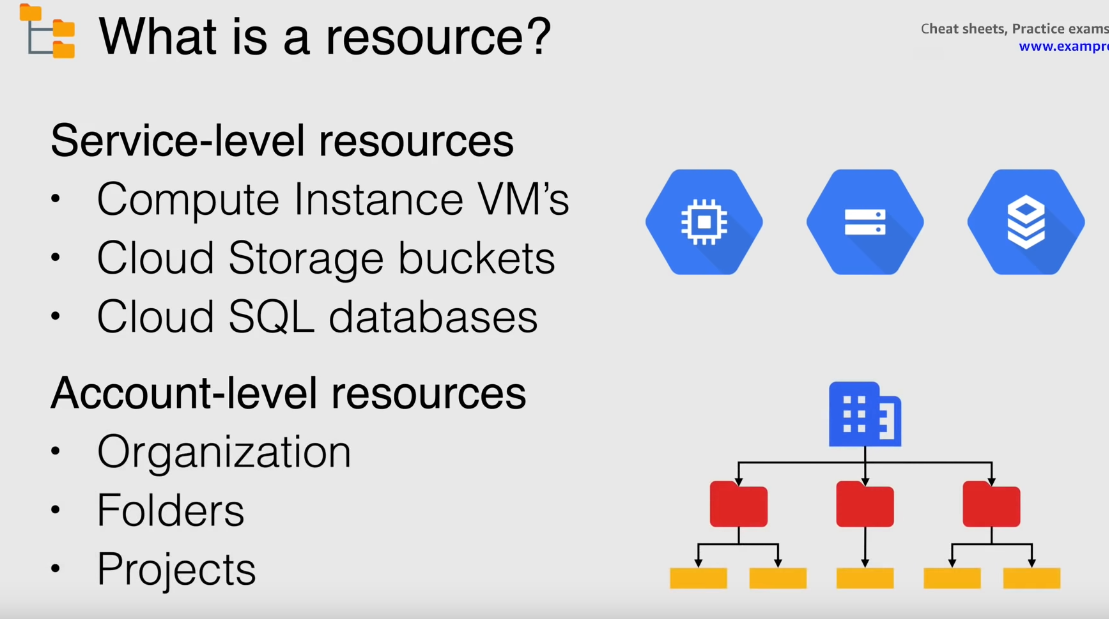 What is a resource?
Cheat sheets, Practice exams
www.exampr
Service-level resources
• Compute Instance VM’s
• Cloud Storage buckets
• Cloud SQL databases
Account-level resources
• Organization
• Folders
• Projects